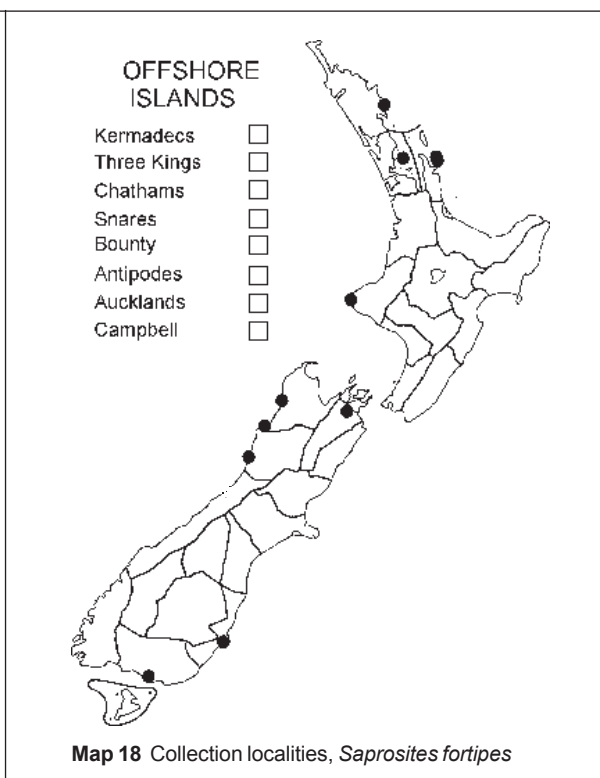 OFFSHORE
ISLANDS
Kermadecs
Three Kings
Chathams
Snares
Bounty
Antipodes
Aucklands
Campbell
Map 18 Collection localities, Saprosites fortipes